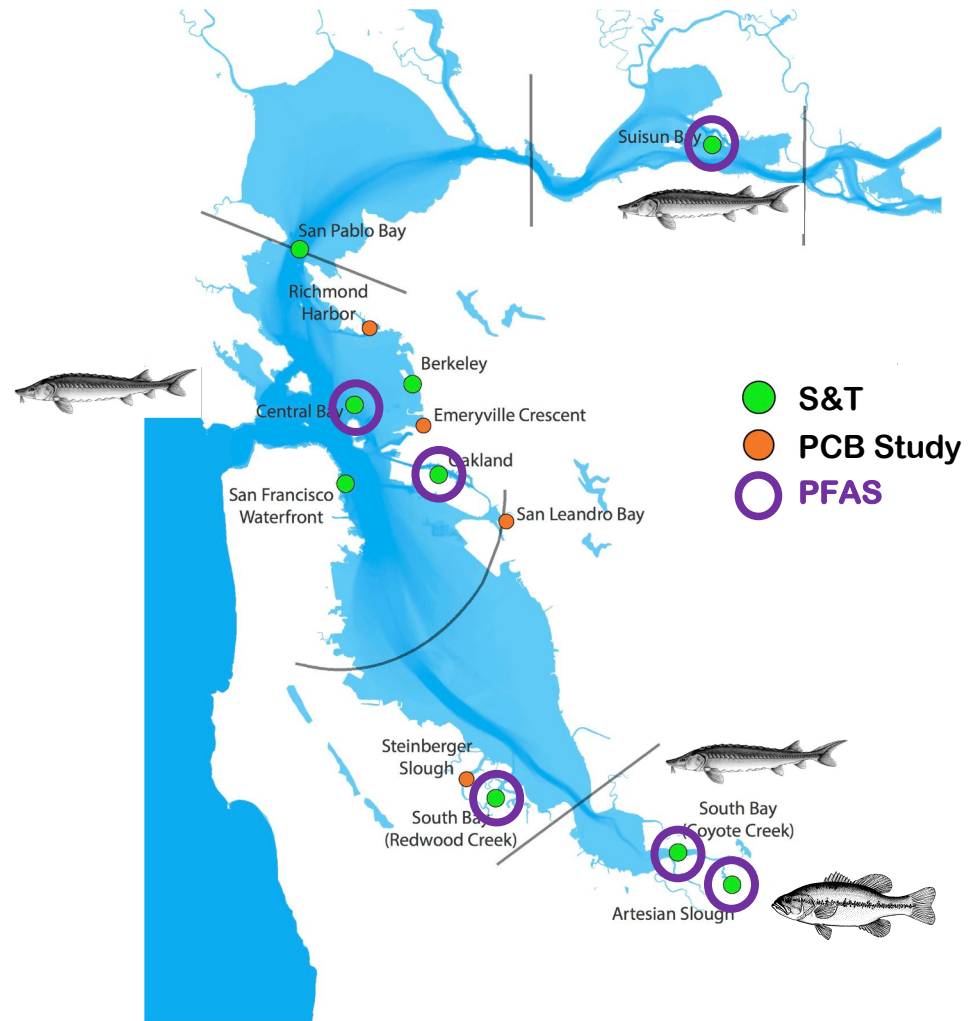 Suisun Bay
San Pablo Bay
Richmond
Harbor
Berkeley
Central Bay
Emeryville Crescent
Oakland
San Francisco
Waterfront
San Leandro Bay
S&T
PCB Study
PFAS
Steinberger
Slough
South Bay
(Redwood Creek)
South Bay
(Coyote Creek)
Artesian Slough